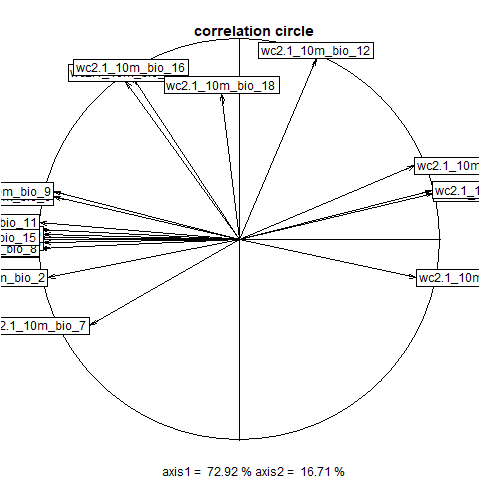 correlation circle
wc2.1_10m_bio_12
wc2.1_10m_bio_16
wc2.1_10m_bio_18
wc2.1_10m
m_bio_9
wc2.1_1
bio_11
bio_15
bio_8
m_bio_2
wc2.1_10m
2.1_10m_bio_7
axis1 = 72.92 % axis2 = 16.71 %